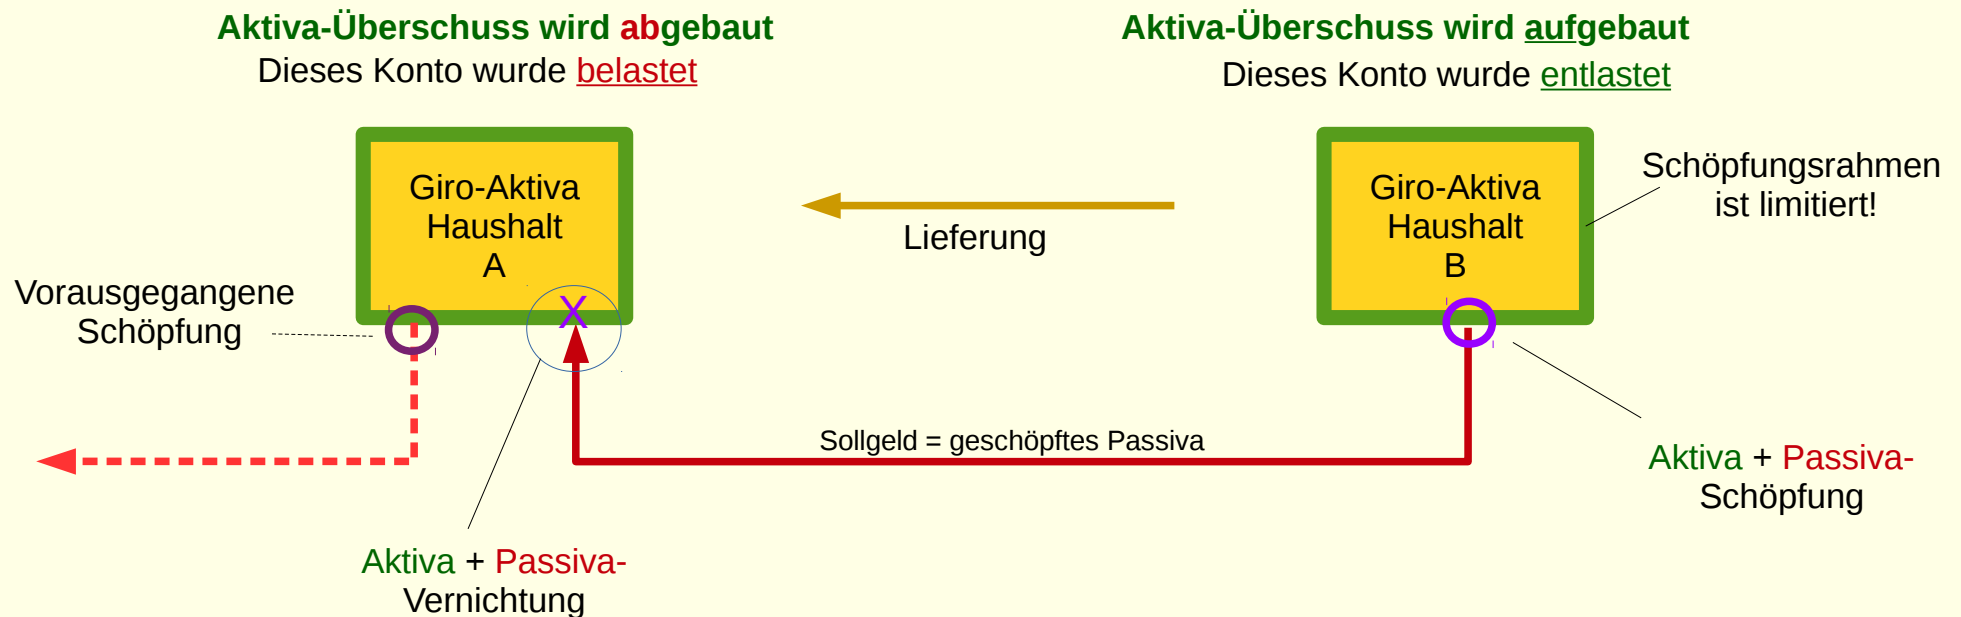 Aktiva-Überschuss wird abgebaut
Dieses Konto wurde belastet
Aktiva-Überschuss wird aufgebaut
Dieses Konto wurde entlastet
Giro-Aktiva
Haushalt
A
Lieferung
Giro-Aktiva
Haushalt
B
Schöpfungsrahmen
ist limitiert!
Vorausgegangene
Schöpfung
X
Sollgeld = geschöpftes Passiva
Aktiva + Passiva-
Schöpfung
Aktiva + Passiva-
Vernichtung